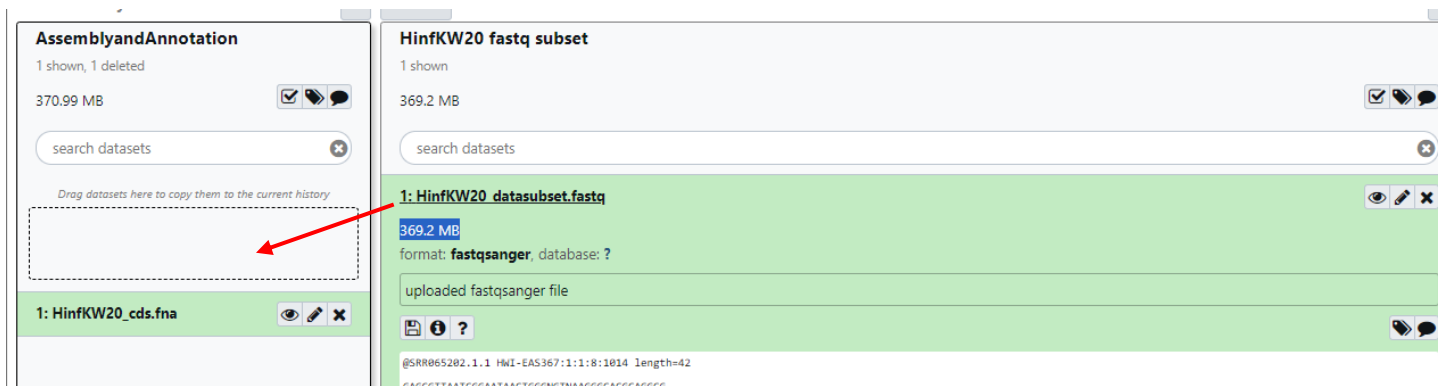 AssemblyandAnnotation
1 shown, 1 deleted
370.99 MB
search datasets
Drag datasets here to copy them to the current history
1: HinfKW20_cds.fna
HinfKW20 fastq subset
1 shown
369.2 MB
search datasets
1: HinfKW20_datasubset.fastq
369.2 MB
format: fastqsanger, database: ?
uploaded fastqsanger file
@SRR065202.1.1 HWI-EAS367:1:1:8:1014 length=42